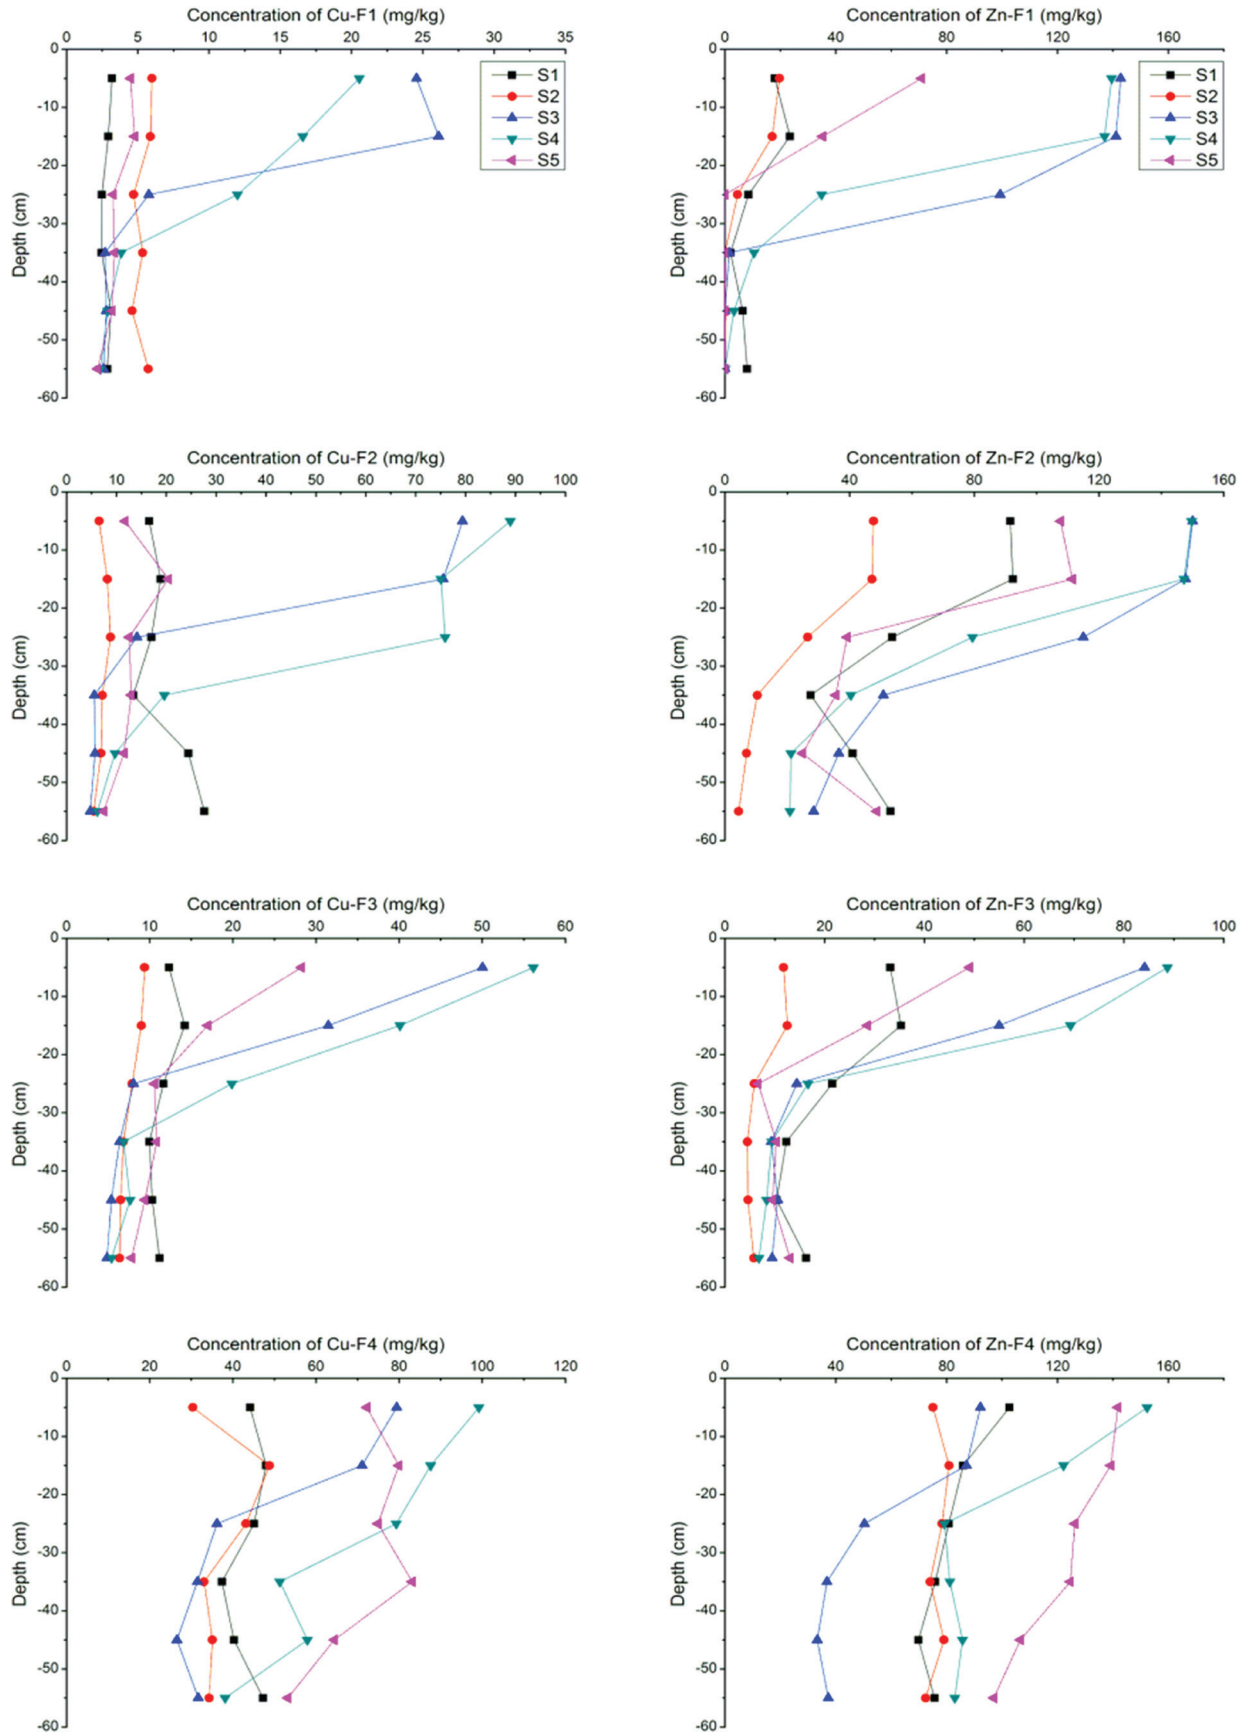 Concentration of Cu-F1 (mg/kg)
0 5 10 15 20 25 30 35
0
-10
-20
-30
-40
-50
-60
Depth (cm)
S1
S2
S3
S4
S5
Concentration of Zn-F1 (mg/kg)
0 40 80 120 160
0
-10
-20
-30
-40
-50
-60
Depth (cm)
S1
S2
S3
S4
S5
Concentration of Cu-F2 (mg/kg)
0 10 20 30 40 50 60 70 80 90 100
0
-10
-20
-30
-40
-50
-60
Depth (cm)
Concentration of Zn-F2 (mg/kg)
0 40 80 120 160
0
-10
-20
-30
-40
-50
-60
Depth (cm)
Concentration of Cu-F3 (mg/kg)
0 10 20 30 40 50 60
0
-10
-20
-30
-40
-50
-60
Depth (cm)
Concentration of Zn-F3 (mg/kg)
0 20 40 60 80 100
0
-10
-20
-30
-40
-50
-60
Depth (cm)
Concentration of Cu-F4 (mg/kg)
0 20 40 60 80 100 120
0
-10
-20
-30
-40
-50
-60
Depth (cm)
Concentration of Zn-F4 (mg/kg)
0 40 80 120 160
0
-10
-20
-30
-40
-50
-60
Depth (cm)